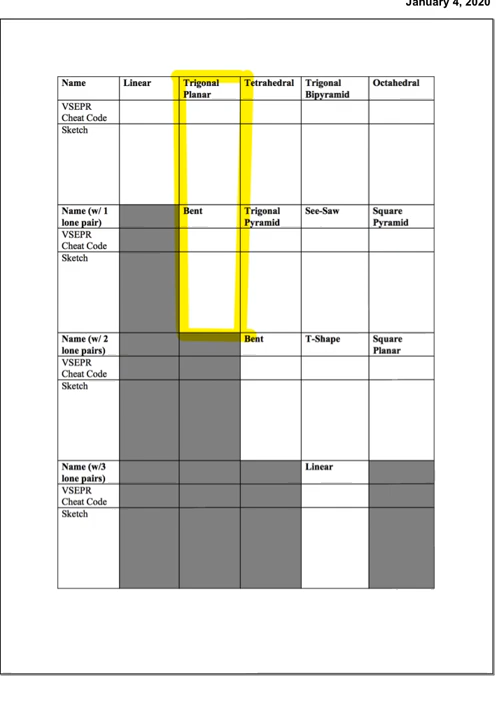 January 4, 2020
Name Linear Trigonal Tetrahedral Trigonal Octahedral
Planar Bipyramid
VSEPR
Cheat Code
Sketch
Name (w/ 1 Bent Trigonal See-Saw Square
lone pair) Pyramid Pyramid
VSEPR
Cheat Code
Sketch
Name (w/ 2 Bent T-Shape Square
lone pairs) Planar
VSEPR
Cheat Code
Sketch
Name (w/3 Linear
lone pairs)
VSEPR
Cheat Code
Sketch